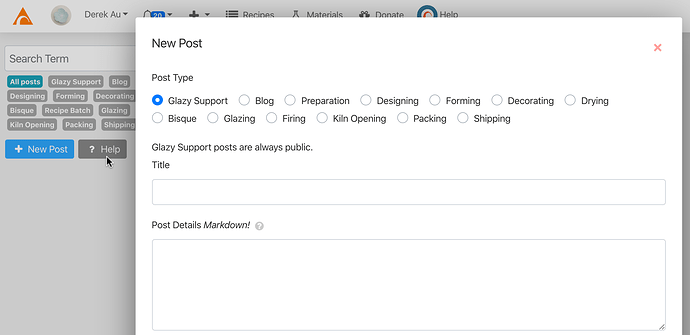 Derek Au 20 Recipes Materials Donate Help
Search Term
All posts Glazy Support Blog
Designing Forming Decorating
Bisque Recipe Batch Glazing
Kiln Opening Packing Shipping
New Post ? Help
New Post
Post Type
Glazy Support Blog Preparation Designing Forming Decorating Drying
Bisque Glazing Firing Kiln Opening Packing Shipping
Glazy Support posts are always public.
Title
Post Details Markdown! ?